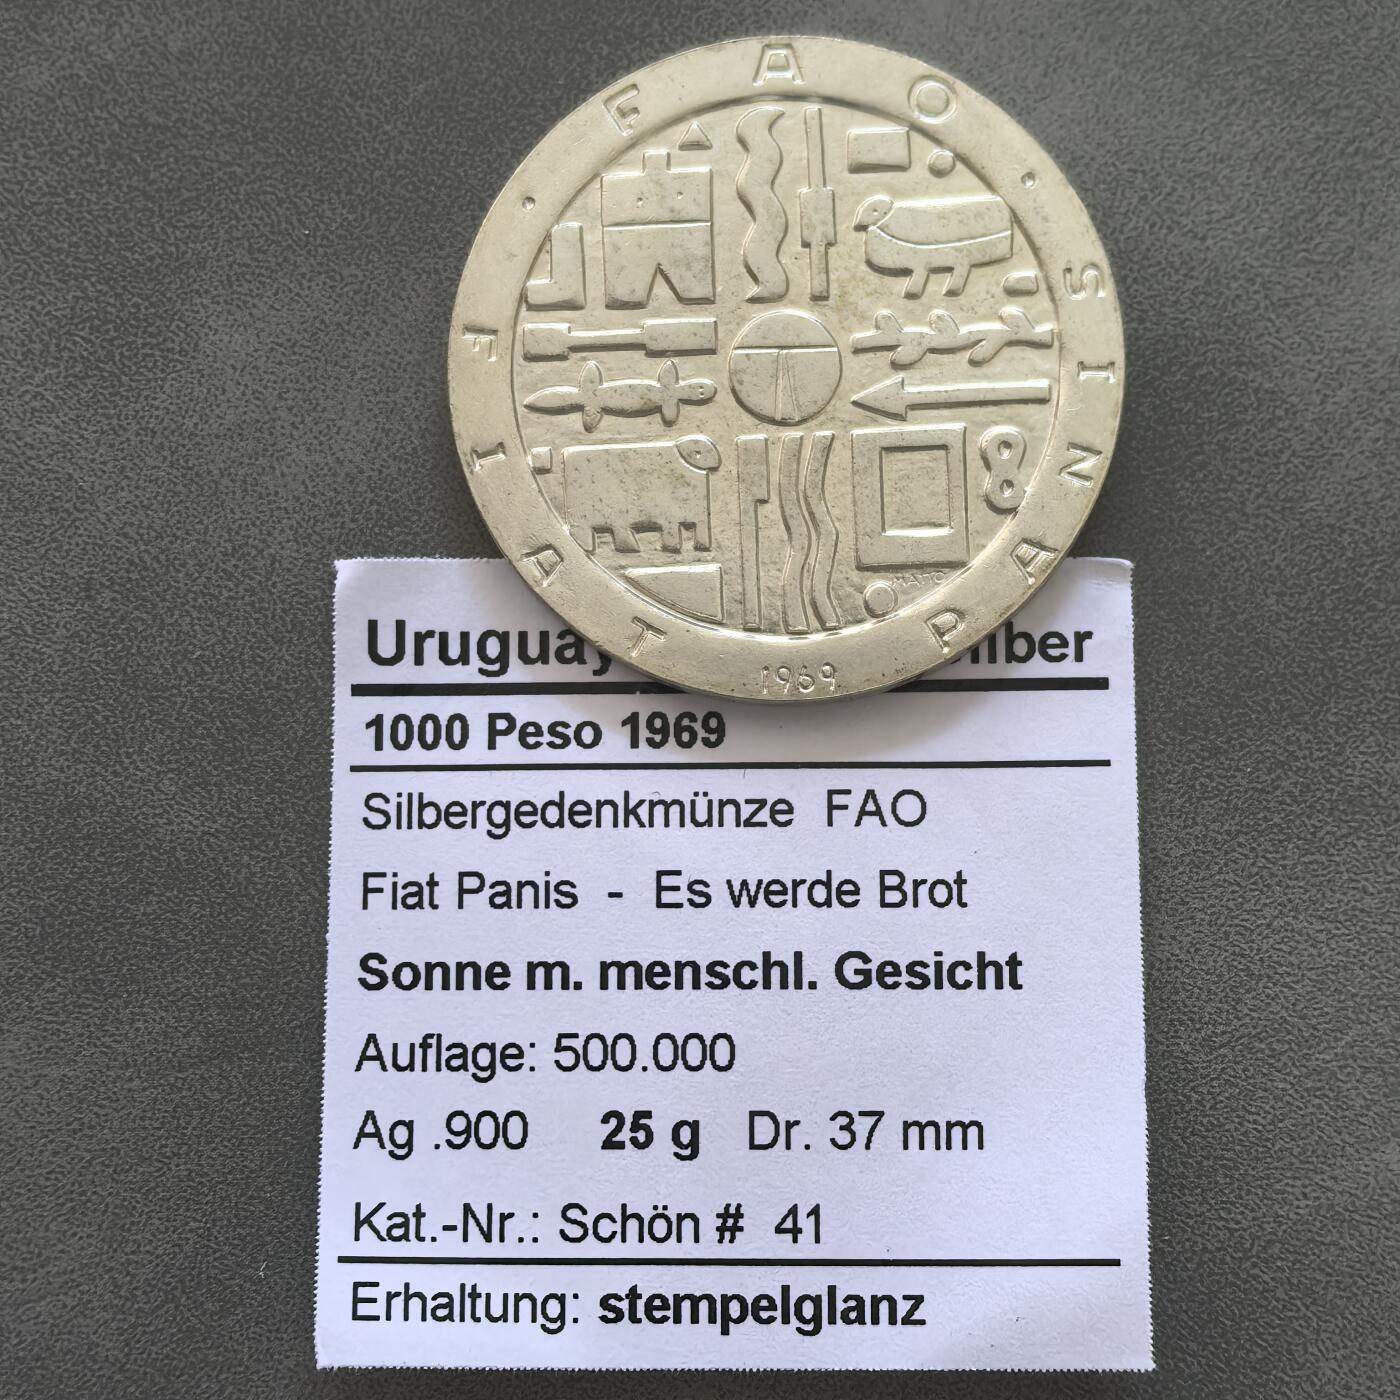 FAO
FIAT PANIS
MATTO
1969
Uruguay
1000 Peso 1969
Silbergedenkmünze FAO
Fiat Panis - Es werde Brot
Sonne m. menschl. Gesicht
Auflage: 500.000
Ag .900 25 g Dr. 37 mm
Kat.-Nr.: Schön # 41
Erhaltung: stempelglanz